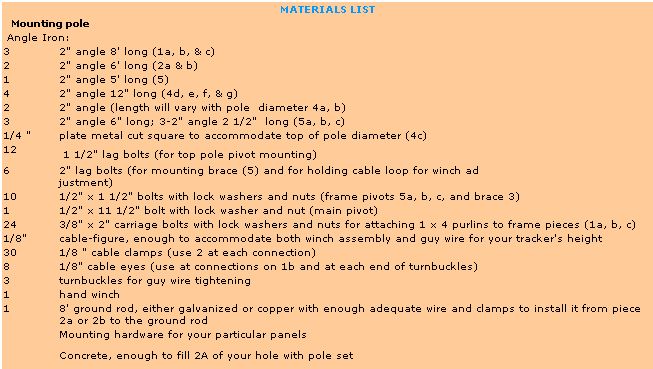 MATERIALS LIST
Mounting pole
Angle Iron:
3 2" angle 8' long (1a, b, & c)
2 2" angle 6' long (2a & b)
1 2" angle 5' long (5)
4 2" angle 12" long (4d, e, f, & g)
2 2" angle (length will vary with pole diameter 4a, b)
3 2" angle 6" long; 3-2" angle 2 1/2" long (5a, b, c)
1/4 " plate metal cut square to accommodate top of pole diameter (4c)
12 1 1/2" lag bolts (for top pole pivot mounting)
6 2" lag bolts (for mounting brace (5) and for holding cable loop for winch ad
justment)
10 1/2" x 1 1/2" bolts with lock washers and nuts (frame pivots 5a, b, c, and brace 3)
1 1/2" x 11 1/2" bolt with lock washer and nut (main pivot)
24 3/8" x 2" carriage bolts with lock washers and nuts for attaching 1 x 4 purlins to frame pieces (1a, b, c)
1/8" cable-figure, enough to accommodate both winch assembly and guy wire for your tracker's height
30 1/8 " cable clamps (use 2 at each connection)
8 1/8" cable eyes (use at connections on 1b and at each end of turnbuckles)
3 turnbuckles for guy wire tightening
1 hand winch
1 8' ground rod, either galvanized or copper with enough adequate wire and clamps to install it from piece
2a or 2b to the ground rod
Mounting hardware for your particular panels
Concrete, enough to fill 2A of your hole with pole set